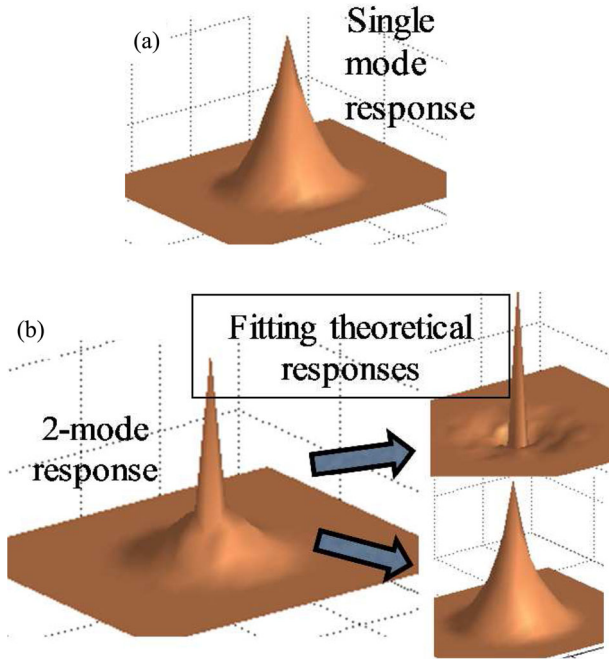 (a)
Single
mode
response
(b)
Fitting theoretical
responses
2-mode
response